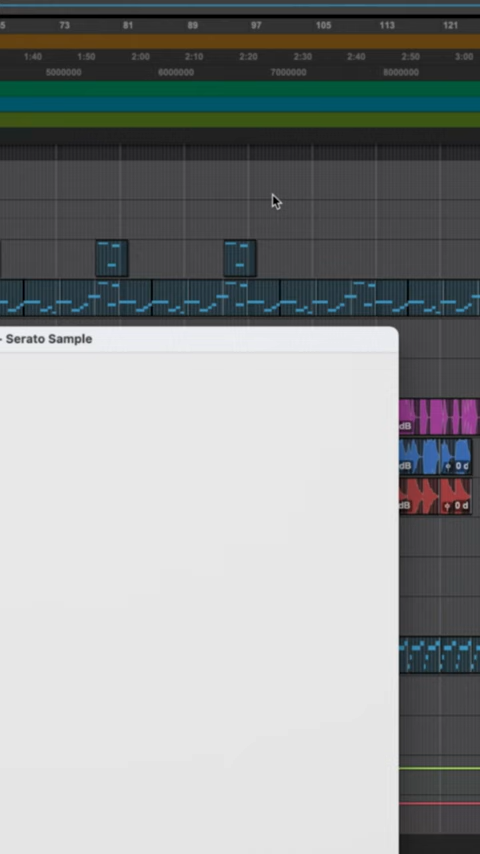 73 81 89 97 105 113 121
1:40 1:50 2:00 2:10 2:20 2:30 2:40 2:50 3:00
5000000 6000000 7000000 8000000
- Serato Sample
dB
dB 0 d
dB 0 d